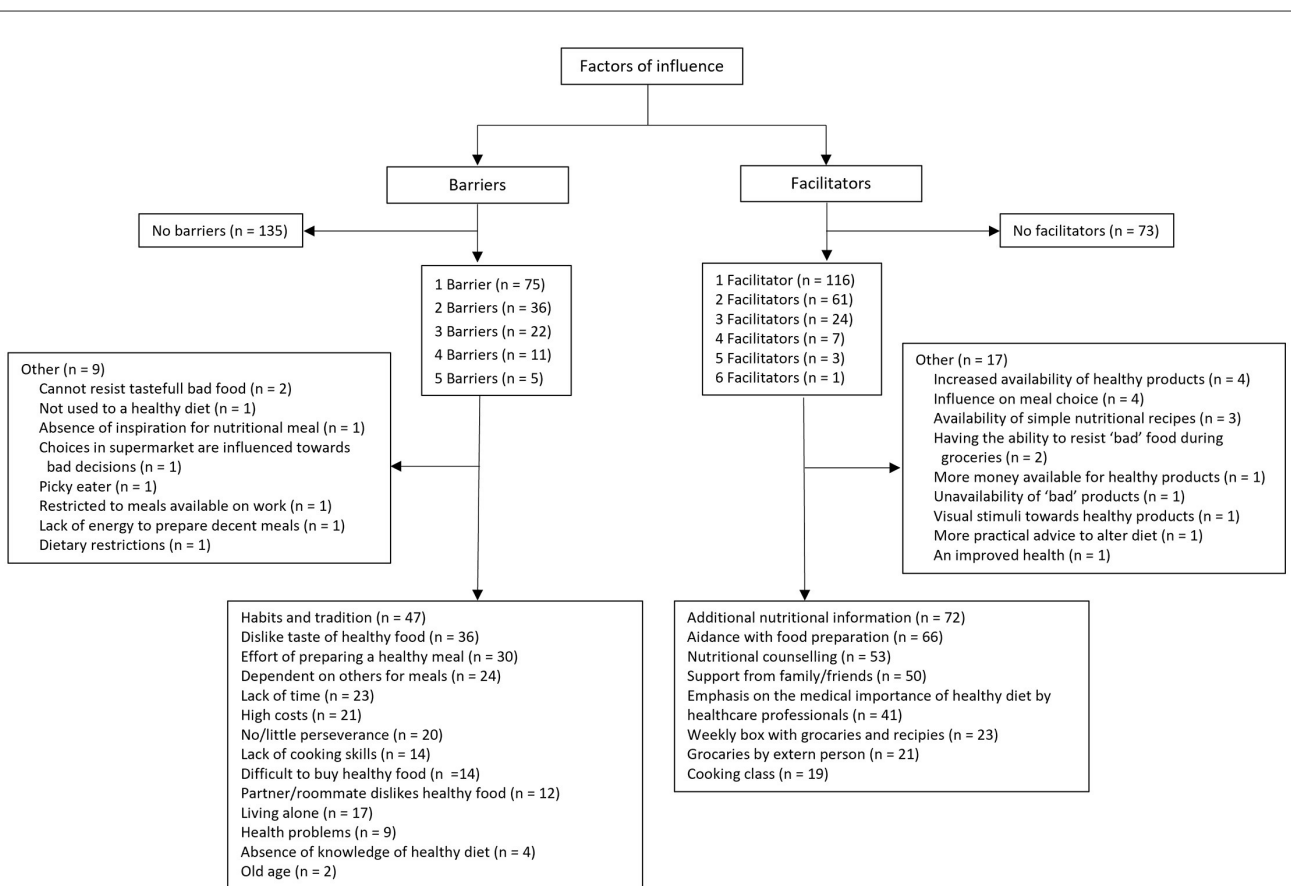 Factors of influence
Barriers
Facilitators
No barriers (n = 135)
No facilitators (n = 73)
1 Barrier (n = 75)
2 Barriers (n = 36)
3 Barriers (n = 22)
4 Barriers (n = 11)
5 Barriers (n = 5)
1 Facilitator (n = 116)
2 Facilitators (n = 61)
3 Facilitators (n = 24)
4 Facilitators (n = 7)
5 Facilitators (n = 3)
6 Facilitators (n = 1)
Other (n = 9)
Cannot resist tastefull bad food (n = 2)
Not used to a healthy diet (n = 1)
Absence of inspiration for nutritional meal (n = 1)
Choices in supermarket are influenced towards
bad decisions (n = 1)
Picky eater (n = 1)
Restricted to meals available on work (n = 1)
Lack of energy to prepare decent meals (n = 1)
Dietary restrictions (n = 1)
Other (n = 17)
Increased availability of healthy products (n = 4)
Influence on meal choice (n = 4)
Availability of simple nutritional recipes (n = 3)
Having the ability to resist ‘bad’ food during
groceries (n = 2)
More money available for healthy products (n = 1)
Unavailability of ‘bad’ products (n = 1)
Visual stimuli towards healthy products (n = 1)
More practical advice to alter diet (n = 1)
An improved health (n = 1)
Habits and tradition (n = 47)
Dislike taste of healthy food (n = 36)
Effort of preparing a healthy meal (n = 30)
Dependent on others for meals (n = 24)
Lack of time (n = 23)
High costs (n = 21)
No/little perseverance (n = 20)
Lack of cooking skills (n = 14)
Difficult to buy healthy food (n  =14)
Partner/roommate dislikes healthy food (n = 12)
Living alone (n = 17)
Health problems (n = 9)
Absence of knowledge of healthy diet (n = 4)
Old age (n = 2)
Additional nutritional information (n = 72)
Aidance with food preparation (n = 66)
Nutritional counselling (n = 53)
Support from family/friends (n = 50)
Emphasis on the medical importance of healthy diet by
healthcare professionals (n = 41)
Weekly box with grocaries and recipies (n = 23)
Grocaries by extern person (n = 21)
Cooking class (n = 19)